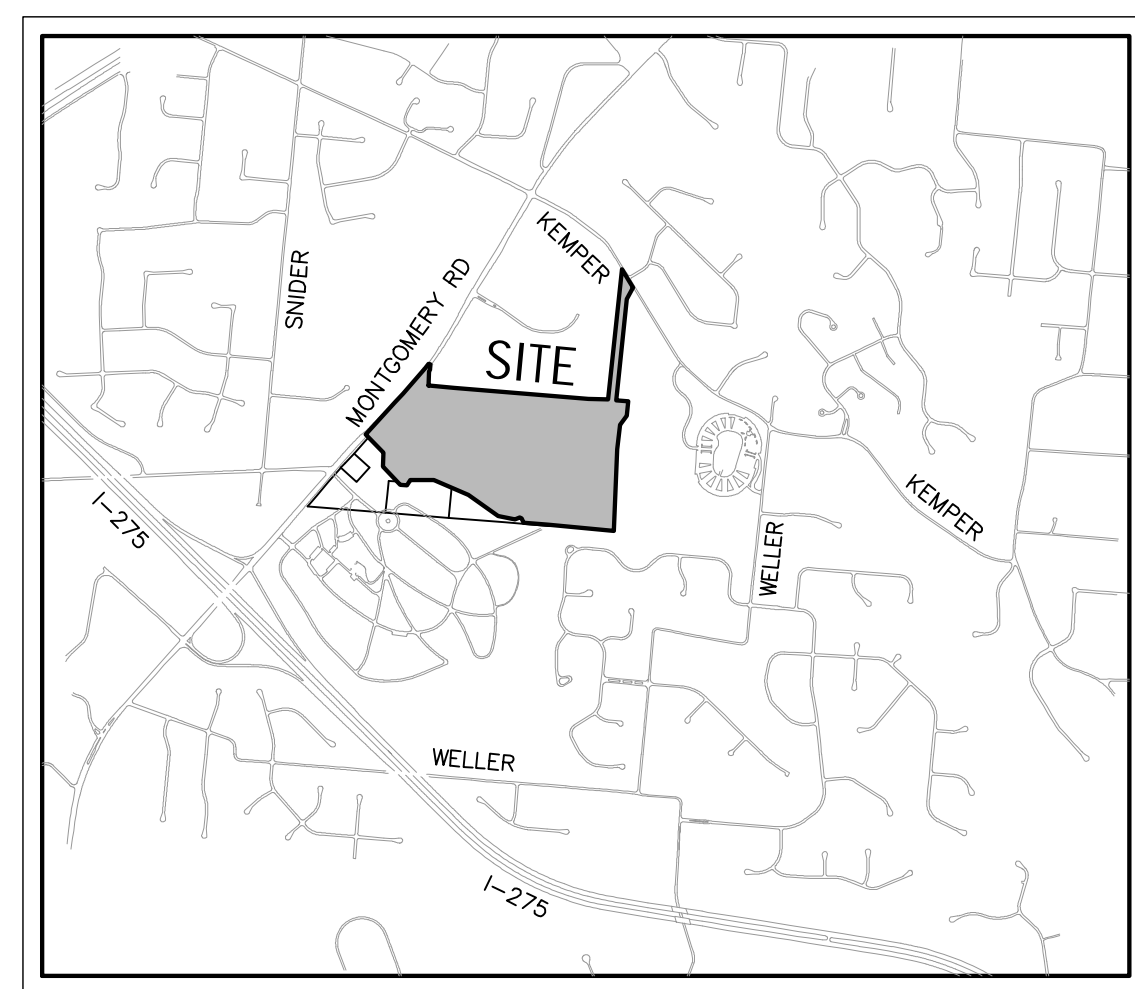 KEMPER
SNIDER
MONTGOMERY RD
SITE
I-275
KEMPER
WELLER
WELLER
I-275